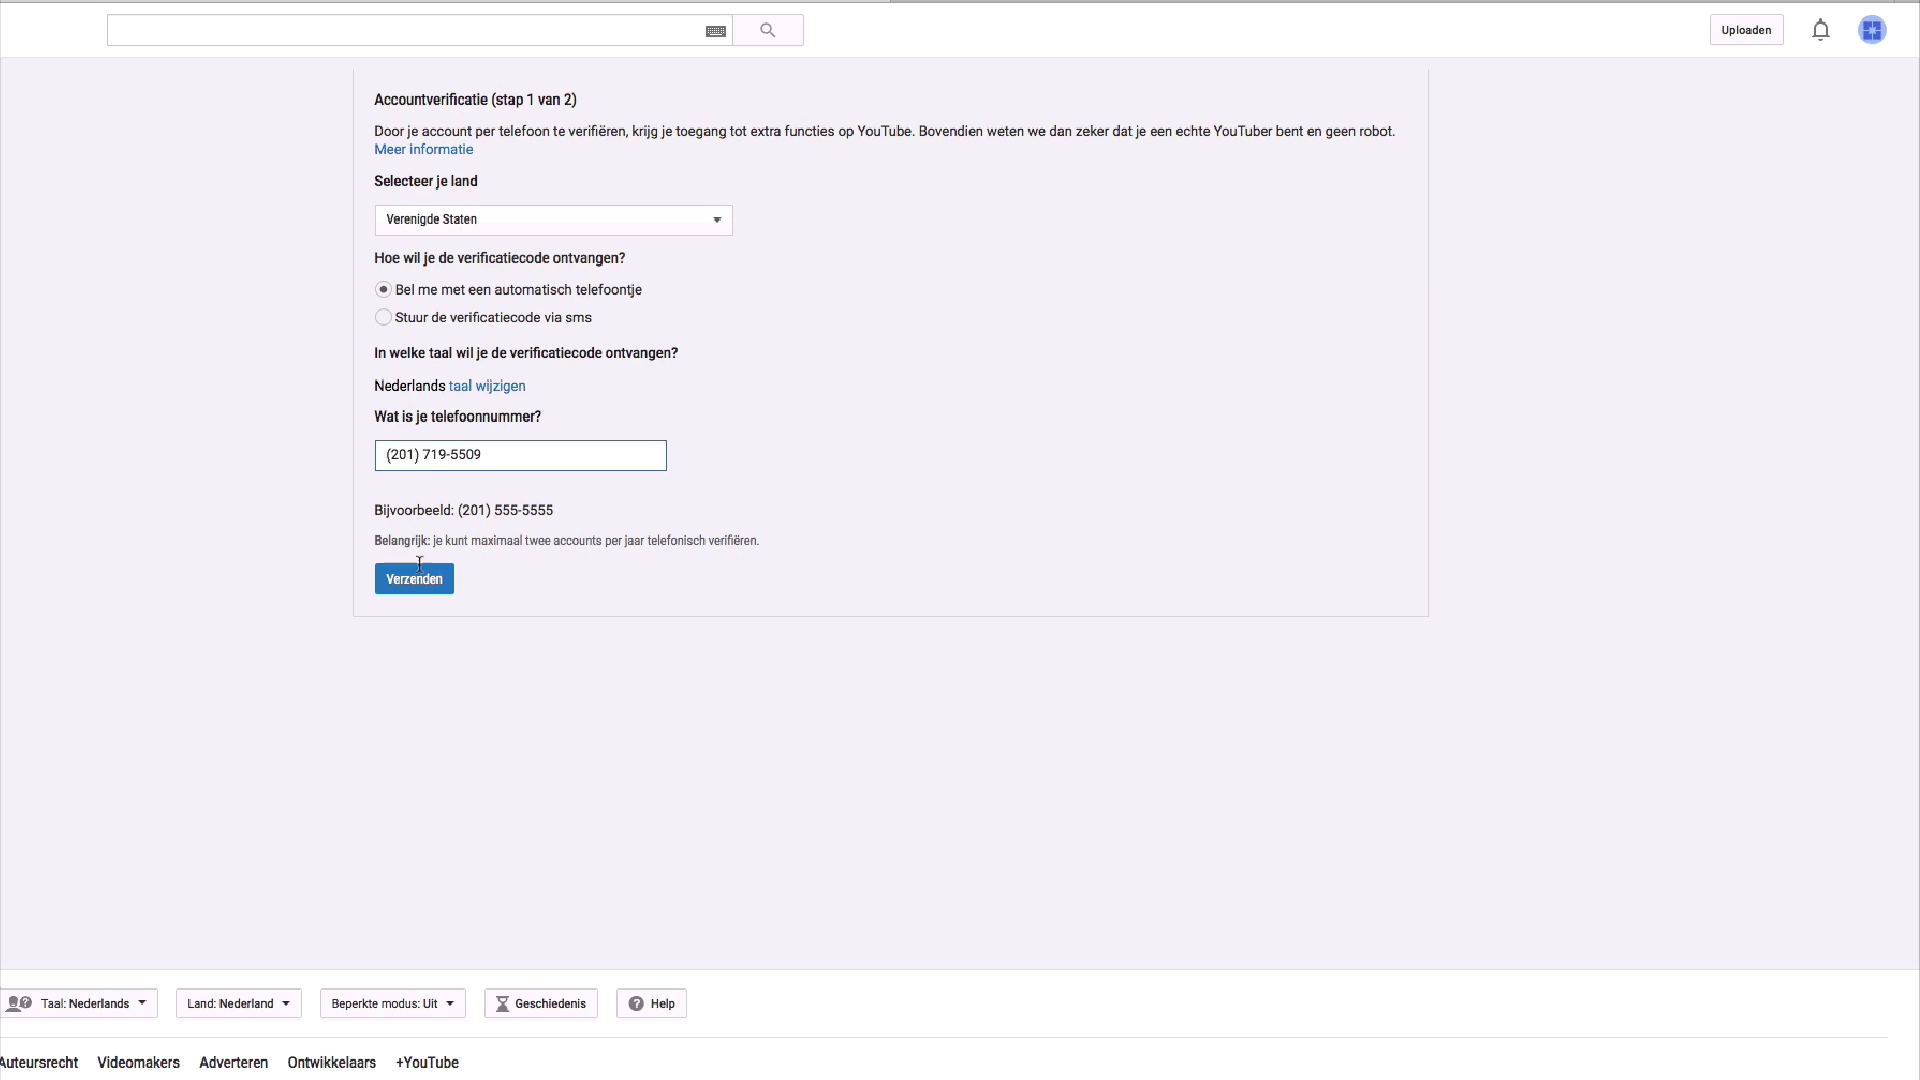 Uploaden
Accountverificatie (stap 1 van 2)
Door je account per telefoon te verifiëren, krijg je toegang tot extra functies op YouTube. Bovendien weten we dan zeker dat je een echte YouTuber bent en geen robot.
Meer informatie
Selecteer je land
Verenigde Staten
Hoe wil je de verificatiecode ontvangen?
Bel me met een automatisch telefoontje
Stuur de verificatiecode via sms
In welke taal wil je de verificatiecode ontvangen?
Nederlands taal wijzigen
Wat is je telefoonnummer?
(201) 719-5509
Bijvoorbeeld: (201) 555-5555
Belangrijk: je kunt maximaal twee accounts per jaar telefonisch verifiëren.
Verzenden
Taal: Nederlands Land: Nederland Beperkte modus: Uit Geschiedenis Help
Auteursrecht Videomakers Adverteren Ontwikkelaars +YouTube